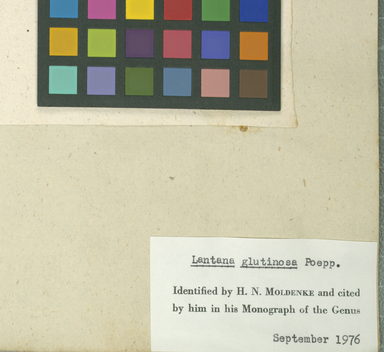 Lantana glutinosa Poepp.
Identified by H. N. MOLDENKE and cited
by him in his Monograph of the Genus
September 1976